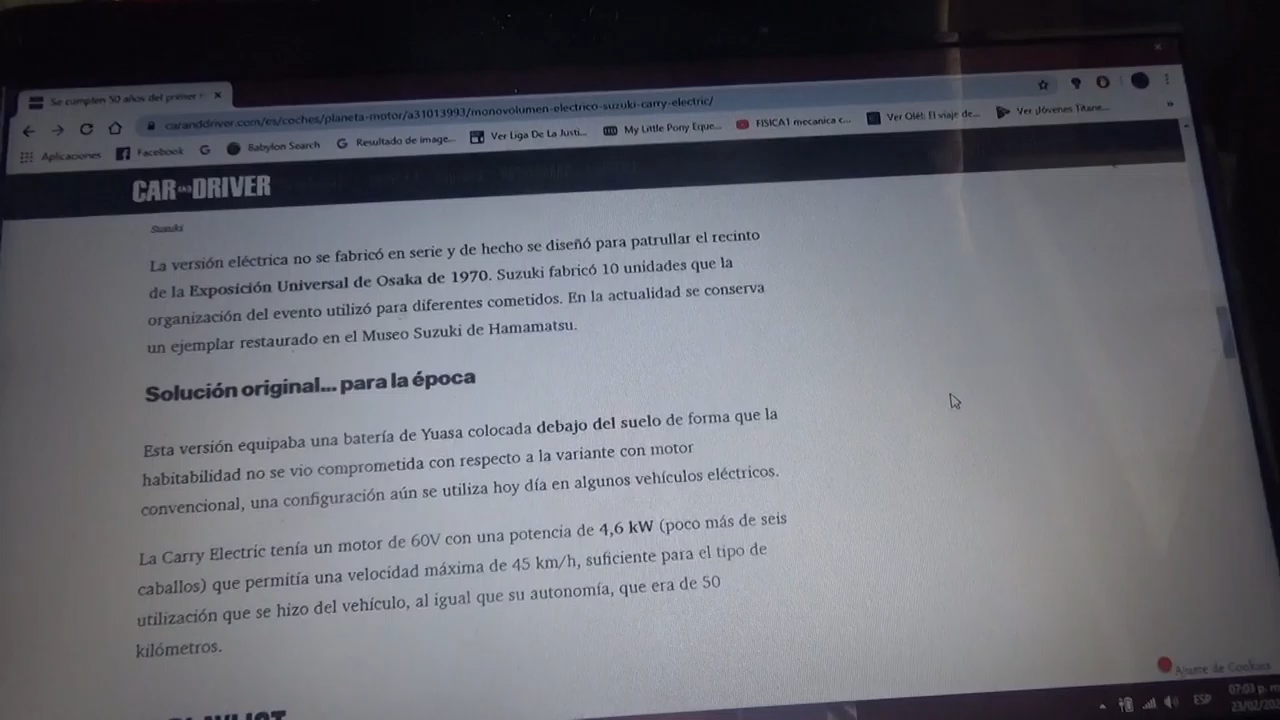 Se cumplen 50 años del primer
caranddriver.com/es/coches/planeta-motor/a31013993/monovolumen-electrico-suzuki-carry-electric/
Aplicaciones Facebook Babylon Search Resultado de image... Ver Liga De La Justi... My Little Pony Eque... FISICA1 mecanica c... Ver Olé!: El viaje de... Ver Jóvenes Titane...
CAR AND DRIVER
Suzuki
La versión eléctrica no se fabricó en serie y de hecho se diseñó para patrullar el recinto
de la Exposición Universal de Osaka de 1970. Suzuki fabricó 10 unidades que la
organización del evento utilizó para diferentes cometidos. En la actualidad se conserva
un ejemplar restaurado en el Museo Suzuki de Hamamatsu.
Solución original... para la época
Esta versión equipaba una batería de Yuasa colocada debajo del suelo de forma que la
habitabilidad no se vio comprometida con respecto a la variante con motor
convencional, una configuración aún se utiliza hoy día en algunos vehículos eléctricos.
La Carry Electric tenía un motor de 60V con una potencia de 4,6 kW (poco más de seis
caballos) que permitía una velocidad máxima de 45 km/h, suficiente para el tipo de
utilización que se hizo del vehículo, al igual que su autonomía, que era de 50
kilómetros.
Ajuste de Cookies
ESP
07:03 p. m
23/02/20